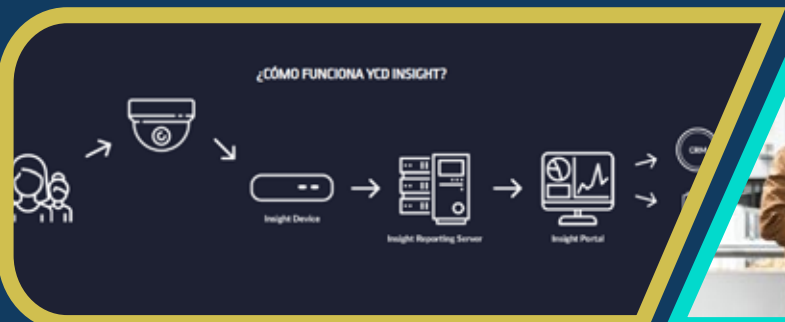 ¿CÓMO FUNCIONA YCD INSIGHT?
CRM
Insight Device
Insight Reporting Server
Insight Portal